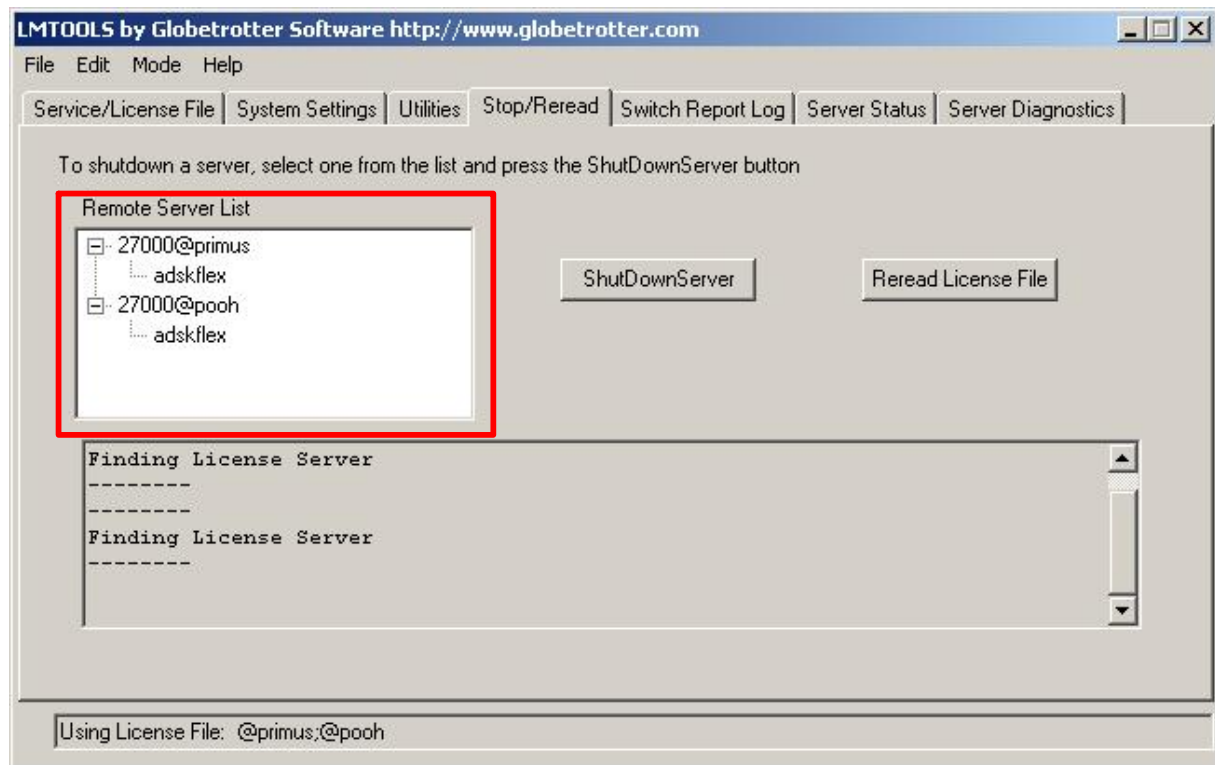 LMTOOLS by Globetrotter Software http://www.globetrotter.com
File Edit Mode Help
Service/License File System Settings Utilities Stop/Reread Switch Report Log Server Status Server Diagnostics
To shutdown a server, select one from the list and press the ShutDownServer button
Remote Server List
27000@primus
adskflex
27000@pooh
adskflex
ShutDownServer Reread License File
Finding License Server
--------
--------
Finding License Server
--------
Using License File: @primus;@pooh